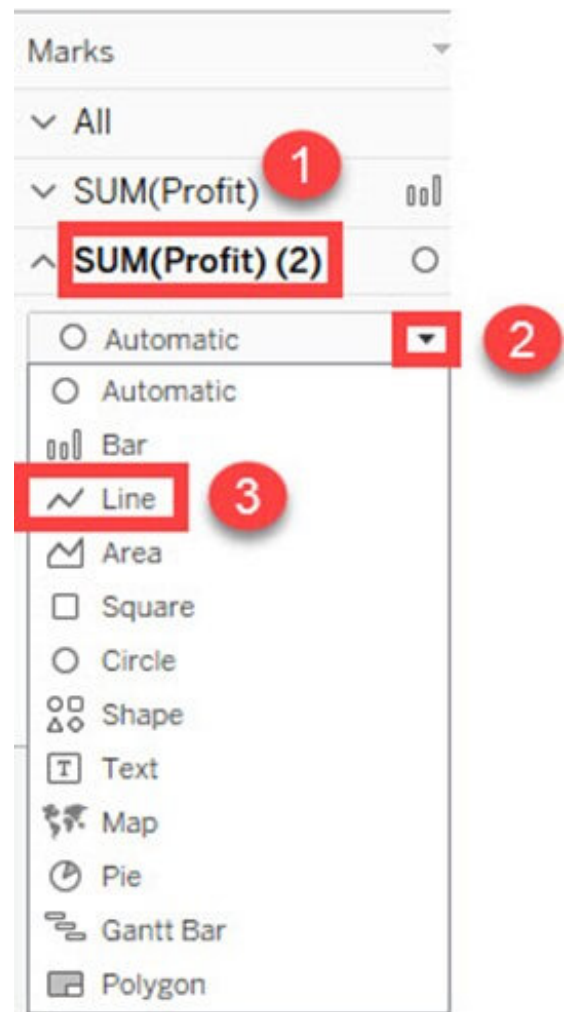 Marks
All
1
SUM(Profit)
SUM(Profit) (2)
Automatic
2
Automatic
Bar
Line
3
Area
Square
Circle
Shape
T Text
Map
Pie
Gantt Bar
Polygon